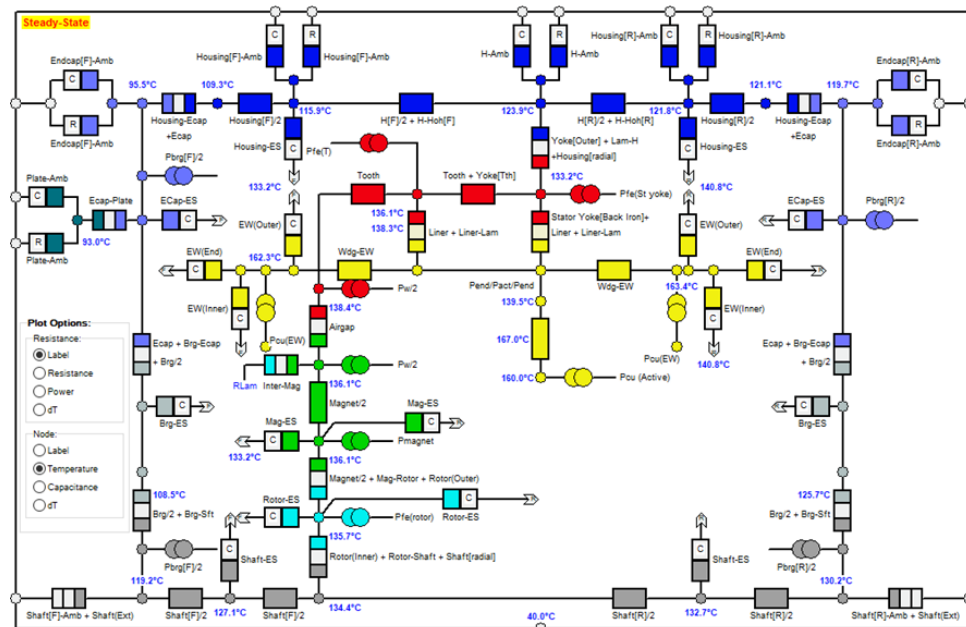 Steady-State
C
R
C
R
C
R
Housing[F]-Amb
Housing[F]-Amb
H-Amb
H-Amb
Housing[R]-Amb
Housing[R]-Amb
Endcap[F]-Amb
C
R
Endcap[F]-Amb
Endcap[R]-Amb
C
R
Endcap[R]-Amb
95.5°C
109.3°C
115.9°C
123.9°C
121.8°C
121.1°C
119.7°C
Housing-Ecap
+Ecap
Housing[F]/2
H[F]/2 + H-Hoh[F]
H[R]/2 + H-Hoh[R]
Housing[R]/2
Housing-Ecap
+Ecap
Housing-ES
C
Pfe(T)
Yoke[Outer] + Lam-H
+Housing[radial]
Housing-ES
C
Pbrg[F]/2
133.2°C
133.2°C
140.8°C
Plate-Amb
C
Ecap-Plate
ECap-ES
C
Tooth
Tooth + Yoke[Tth]
Pfe(St yoke)
ECap-ES
C
Pbrg[R]/2
93.0°C
R
Plate-Amb
EW(Outer)
C
136.1°C
138.3°C
Liner + Liner-Lam
Stator Yoke[Back Iron]+
Liner + Liner-Lam
C
EW(Outer)
162.3°C
EW(End)
C
Wdg-EW
Wdg-EW
EW(End)
C
EW(Inner)
C
Pw/2
Pend/Pact/Pend
163.4°C
EW(Inner)
C
138.4°C
139.5°C
Airgap
Pcu(EW)
167.0°C
Pcu(EW)
140.8°C
Plot Options:
Resistance:
Label
Resistance
Power
dT
Node:
Label
Temperature
Capacitance
dT
Ecap + Brg-Ecap
+ Brg/2
Ecap + Brg-Ecap
+ Brg/2
RLam
Inter-Mag
Pw/2
136.1°C
160.0°C
Pcu (Active)
Magnet/2
Mag-ES
C
Brg-ES
C
Brg-ES
C
Mag-ES
C
133.2°C
Pmagnet
136.1°C
Magnet/2 + Mag-Rotor + Rotor(Outer)
108.5°C
Brg/2 + Brg-Sft
Rotor-ES
C
Pfe(rotor)
C
Rotor-ES
125.7°C
Brg/2 + Brg-Sft
135.7°C
Rotor(Inner) + Rotor-Shaft + Shaft[radial]
C
Shaft-ES
C
Shaft-ES
Pbrg[F]/2
Pbrg[R]/2
119.2°C
130.2°C
Shaft[F]-Amb + Shaft(Ext)
Shaft[F]/2
127.1°C
Shaft[F]/2
134.4°C
40.0°C
Shaft[R]/2
132.7°C
Shaft[R]/2
Shaft[R]-Amb + Shaft(Ext)